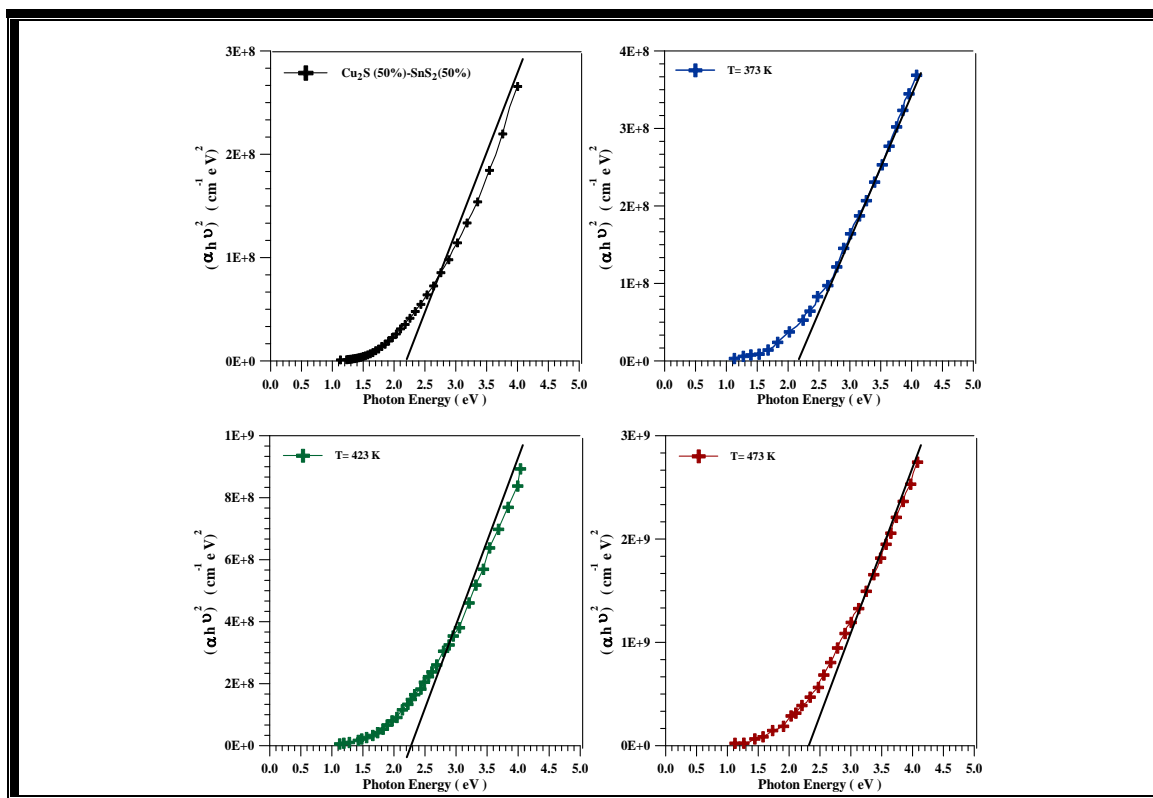 Cu₂S (50%)-SnS₂(50%)
3E+8
2E+8
1E+8
0E+0
(αhυ)² (cm⁻¹ eV)²
0.0 0.5 1.0 1.5 2.0 2.5 3.0 3.5 4.0 4.5 5.0
Photon Energy ( eV )
T= 373 K
4E+8
3E+8
2E+8
1E+8
0E+0
(αhυ)² (cm⁻¹ eV)²
0.0 0.5 1.0 1.5 2.0 2.5 3.0 3.5 4.0 4.5 5.0
Photon Energy ( eV )
T= 423 K
1E+9
8E+8
6E+8
4E+8
2E+8
0E+0
(αhυ)² (cm⁻¹ eV)²
0.0 0.5 1.0 1.5 2.0 2.5 3.0 3.5 4.0 4.5 5.0
Photon Energy ( eV )
T= 473 K
3E+9
2E+9
1E+9
0E+0
(αhυ)² (cm⁻¹ eV)²
0.0 0.5 1.0 1.5 2.0 2.5 3.0 3.5 4.0 4.5 5.0
Photon Energy ( eV )